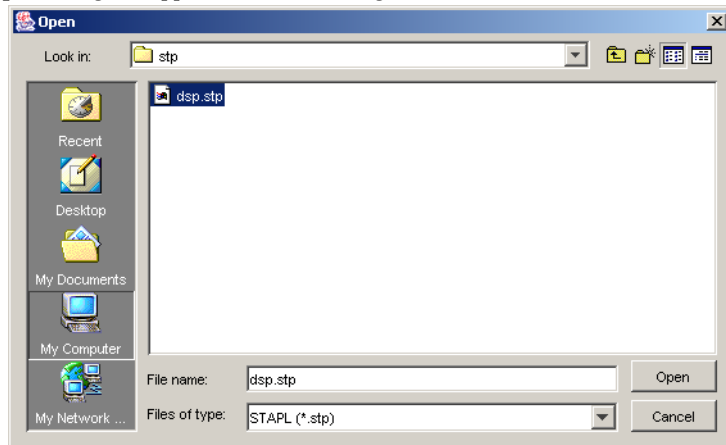 Open
Look in:
stp
dsp.stp
Recent
Desktop
My Documents
My Computer
My Network ...
File name:
dsp.stp
Open
Files of type:
STAPL (*.stp)
Cancel